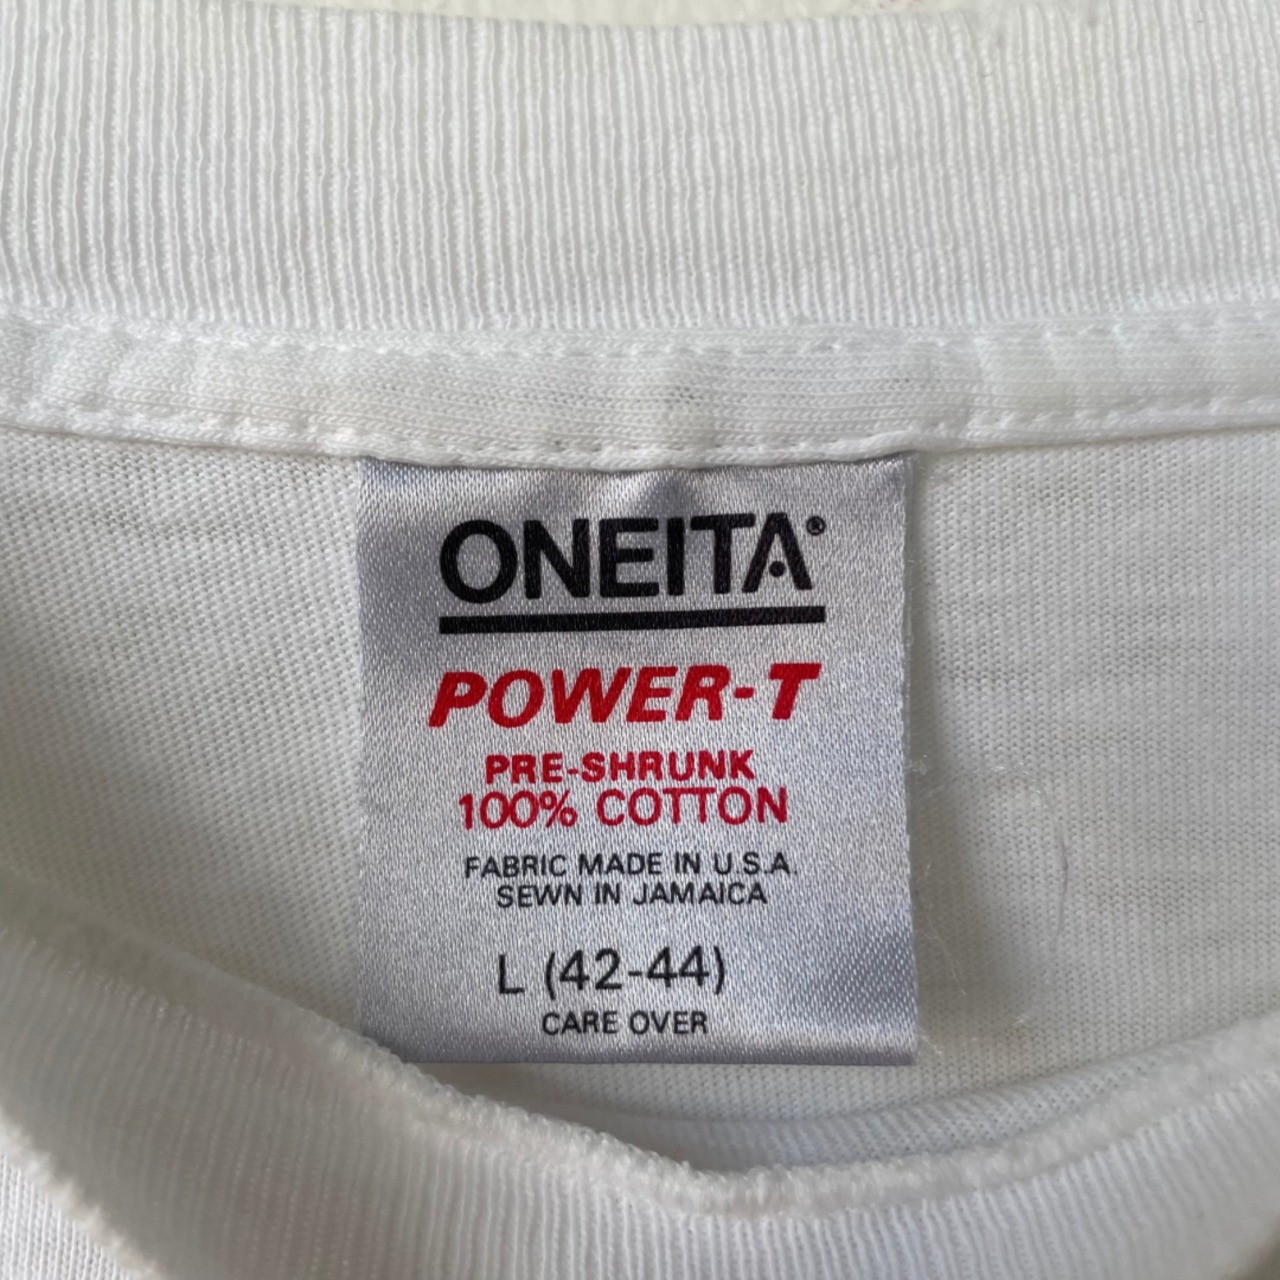 ONEITA®
POWER-T
PRE-SHRUNK
100% COTTON
FABRIC MADE IN U.S.A.
SEWN IN JAMAICA
L (42-44)
CARE OVER